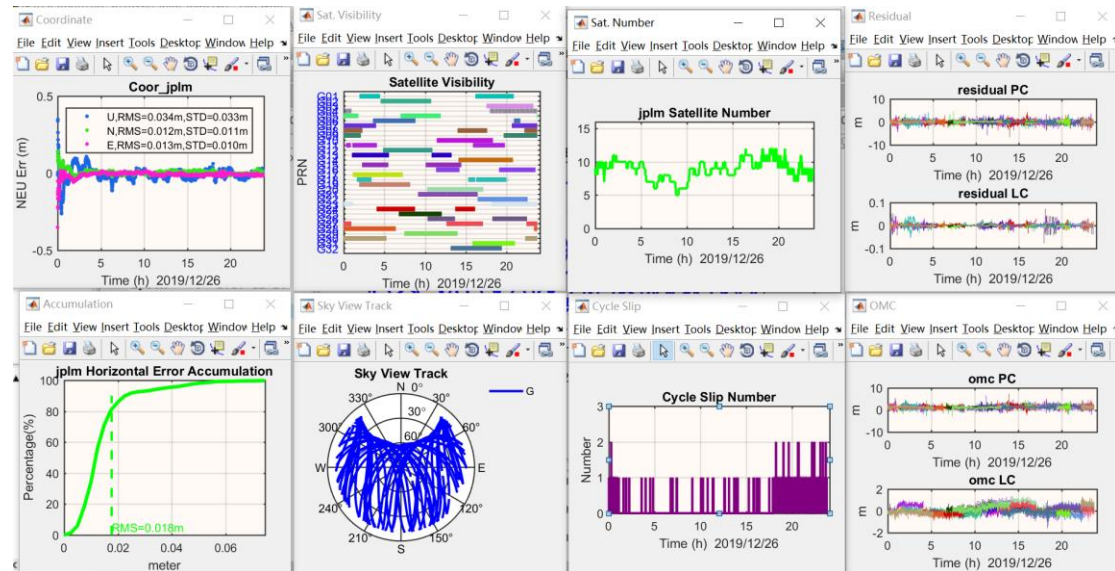 Coordinate
File Edit View Insert Tools Desktop Window Help
Coor_jplm
U,RMS=0.034m,STD=0.033m
N,RMS=0.012m,STD=0.011m
E,RMS=0.013m,STD=0.010m
NEU Err (m)
0.5
0
-0.5
0 5 10 15 20
Time (h) 2019/12/26
Sat. Visibility
File Edit View Insert Tools Desktop Window Help
Satellite Visibility
PRN
G01
G32
0 5 10 15 20
Time (h) 2019/12/26
Sat. Number
File Edit View Insert Tools Desktop Window Help
jplm Satellite Number
15
10
5
0
0 5 10 15 20
Time (h) 2019/12/26
Residual
File Edit View Insert Tools Desktop Window Help
residual PC
m
10
0
-10
0 5 10 15 20
Time (h) 2019/12/26
residual LC
m
0.1
0
-0.1
0 5 10 15 20
Time (h) 2019/12/26
Accumulation
File Edit View Insert Tools Desktop Window Help
jplm Horizontal Error Accumulation
Percentage(%)
100
80
60
40
20
0
RMS=0.018m
0 0.02 0.04 0.06
meter
Sky View Track
File Edit View Insert Tools Desktop Window Help
Sky View Track
G
N 0°
330° 30°
30°
300° 60°
W E
240° 120°
210° 150°
S
Cycle Slip
File Edit View Insert Tools Desktop Window Help
Cycle Slip Number
Number
3
2
1
0
0 5 10 15 20
Time (h) 2019/12/26
OMC
File Edit View Insert Tools Desktop Window Help
omc PC
m
10
0
-10
0 5 10 15 20
Time (h) 2019/12/26
omc LC
m
2
0
-2
0 5 10 15 20
Time (h) 2019/12/26